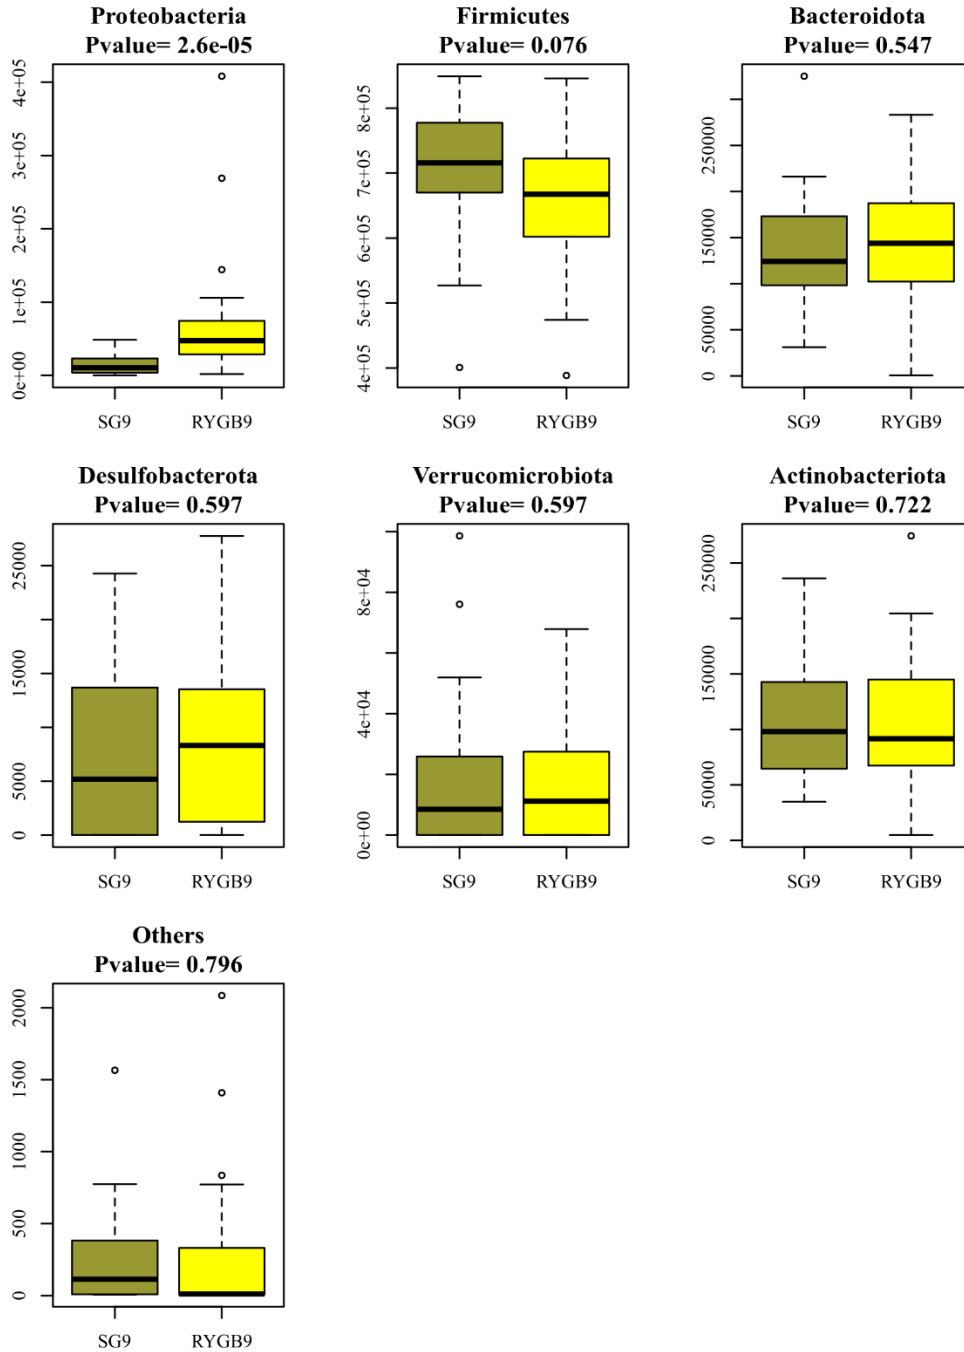 Proteobacteria
Pvalue= 2.6e-05
4e+05
3e+05
2e+05
1e+05
0e+00
SG9 RYGB9
Firmicutes
Pvalue= 0.076
8e+05
7e+05
6e+05
5e+05
4e+05
SG9 RYGB9
Bacteroidota
Pvalue= 0.547
250000
150000
50000
0
SG9 RYGB9
Desulfobacterota
Pvalue= 0.597
25000
15000
5000
0
SG9 RYGB9
Verrucomicrobiota
Pvalue= 0.597
8e+04
4e+04
0e+00
SG9 RYGB9
Actinobacteriota
Pvalue= 0.722
250000
150000
50000
0
SG9 RYGB9
Others
Pvalue= 0.796
2000
1500
1000
500
0
SG9 RYGB9